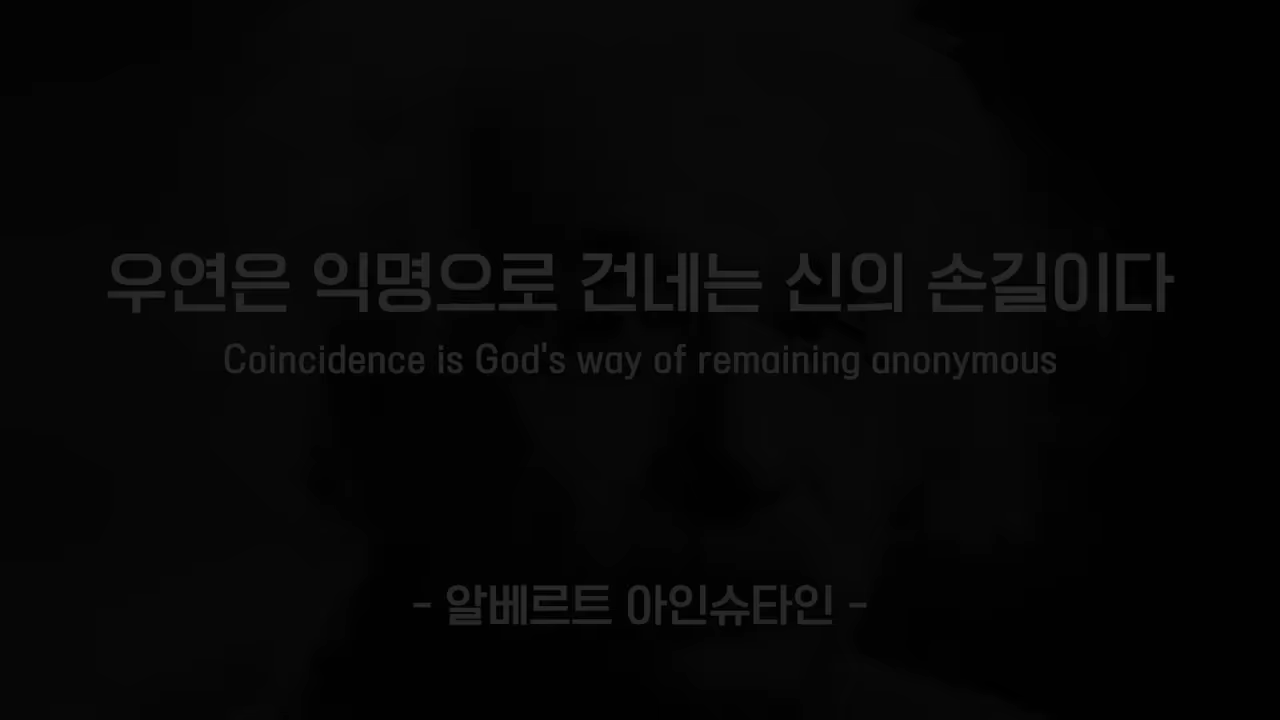 우연은 익명으로 건네는 신의 손길이다
Coincidence is God's way of remaining anonymous
- 알베르트 아인슈타인 -